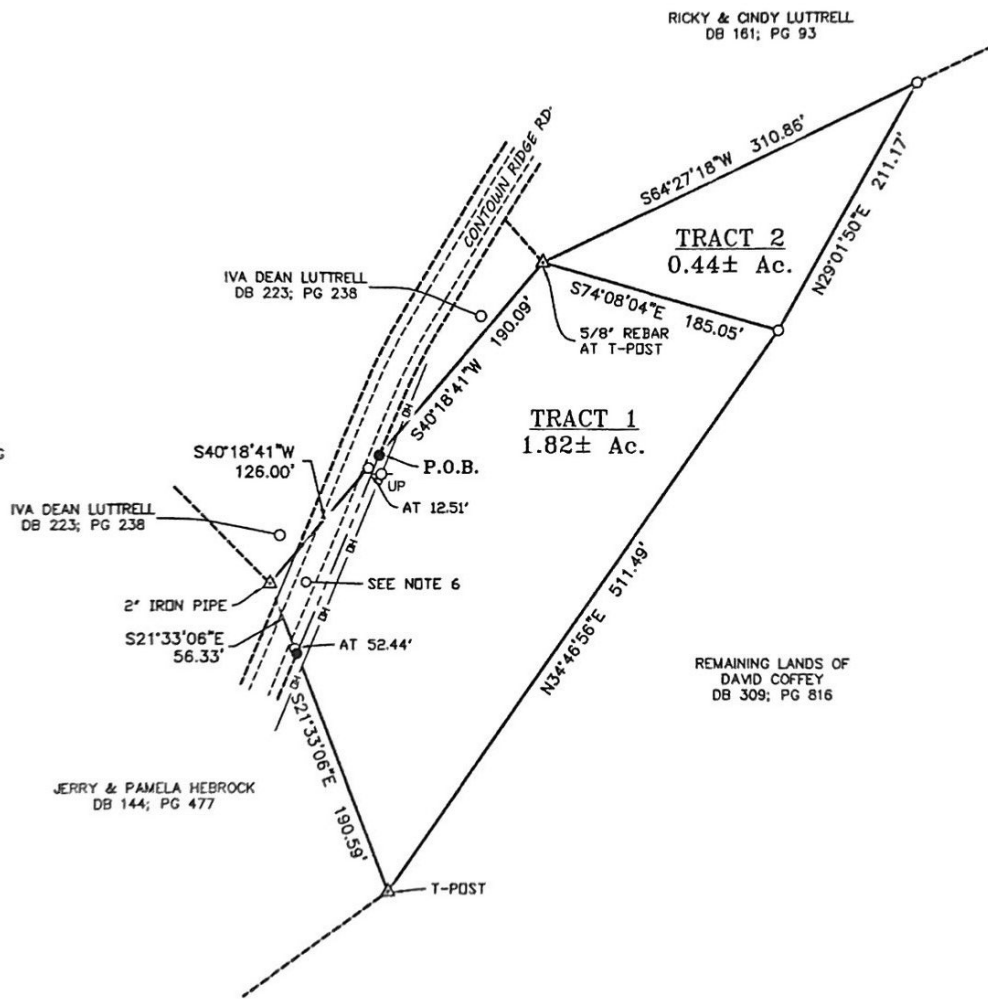 RICKY & CINDY LUTTRELL
DB 161; PG 93
CONTOWN RIDGE RD.
S64°27'18"W 310.86'
N29°01'50"E 211.17'
TRACT 2
0.44± Ac.
IVA DEAN LUTTRELL
DB 223; PG 238
S74°08'04"E 185.05'
5/8" REBAR
AT T-POST
S40°18'41"W 190.09'
TRACT 1
1.82± Ac.
OH
S40°18'41"W
126.00'
P.O.B.
UP
AT 12.51'
G
IVA DEAN LUTTRELL
DB 223; PG 238
OH
N34°46'56"E 511.49'
2" IRON PIPE
SEE NOTE 6
OH
S21°33'06"E
56.33'
AT 52.44'
OH
REMAINING LANDS OF
DAVID COFFEY
DB 309; PG 816
S21°33'06"E 190.59'
JERRY & PAMELA HEBROCK
DB 144; PG 477
T-POST